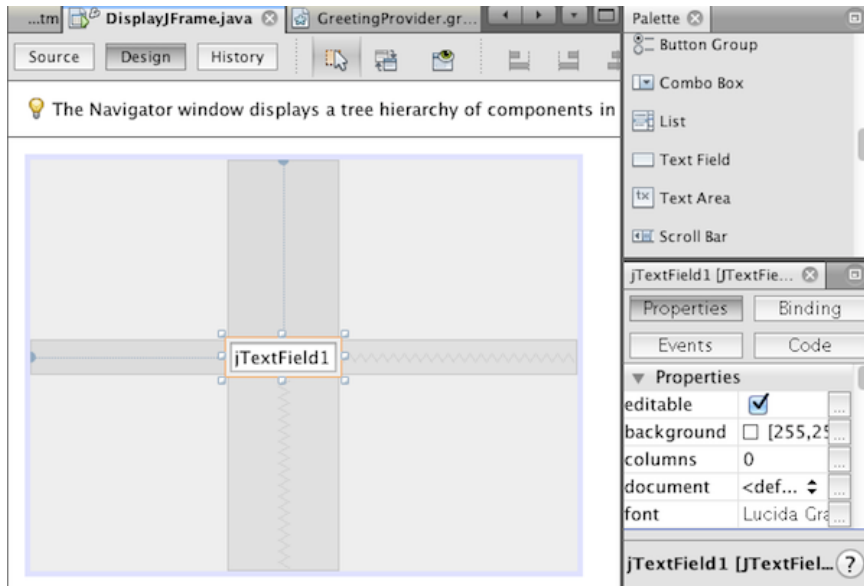 ...tm
DisplayJFrame.java
GreetingProvider.gr...
Source
Design
History
The Navigator window displays a tree hierarchy of components in
jTextField1
Palette
Button Group
Combo Box
List
Text Field
tx
Text Area
Scroll Bar
jTextField1 [JTextFie...
Properties
Binding
Events
Code
Properties
editable
...
background
[255,25
...
columns
0
...
document
<def...
...
font
Lucida Gra
...
jTextField1 [JTextFiel...
?